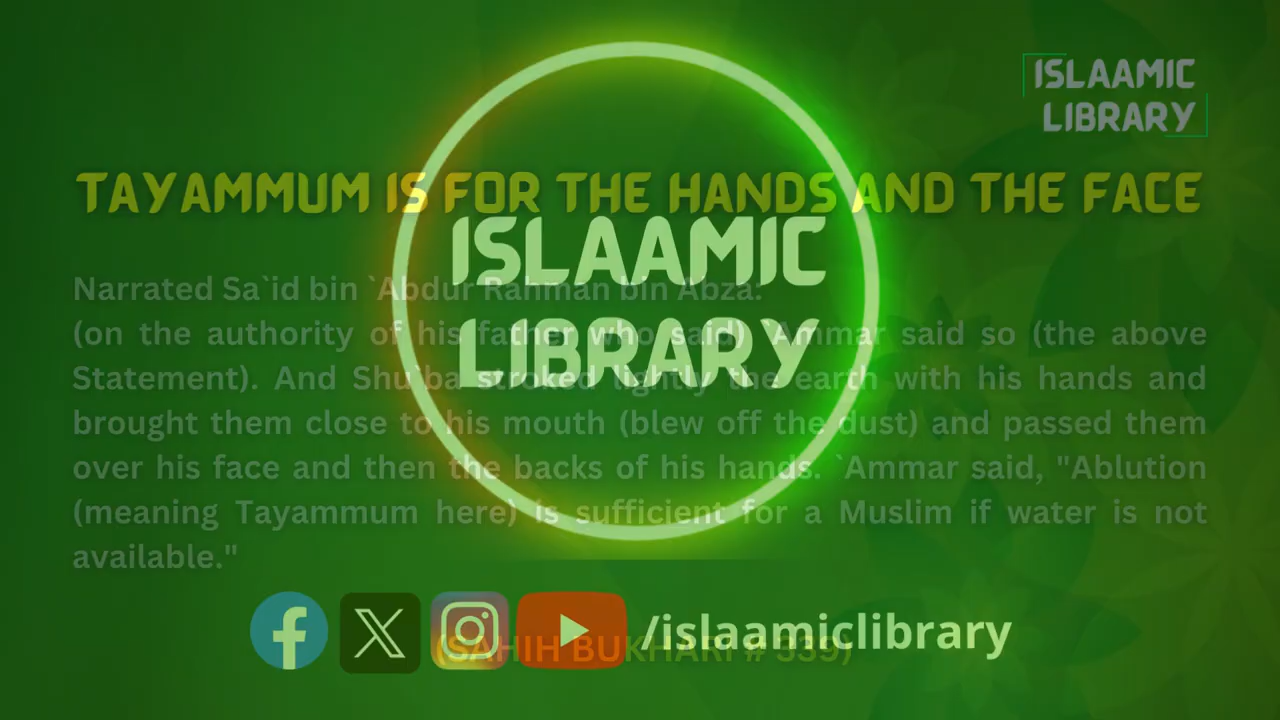 ISLAAMIC
LIBRARY
TAYAMMUM IS FOR THE HANDS AND THE FACE
ISLAAMIC
LIBRARY
Narrated Sa`id bin `Abdur Rahman bin Abza:
(on the authority of his father who said) `Ammar said so (the above
Statement). And Shu`ba stroked lightly the earth with his hands and
brought them close to his mouth (blew off the dust) and passed them
over his face and then the backs of his hands. `Ammar said, "Ablution
(meaning Tayammum here) is sufficient for a Muslim if water is not
available."
/islaamiclibrary
(SAHIH BUKHARI # 339)